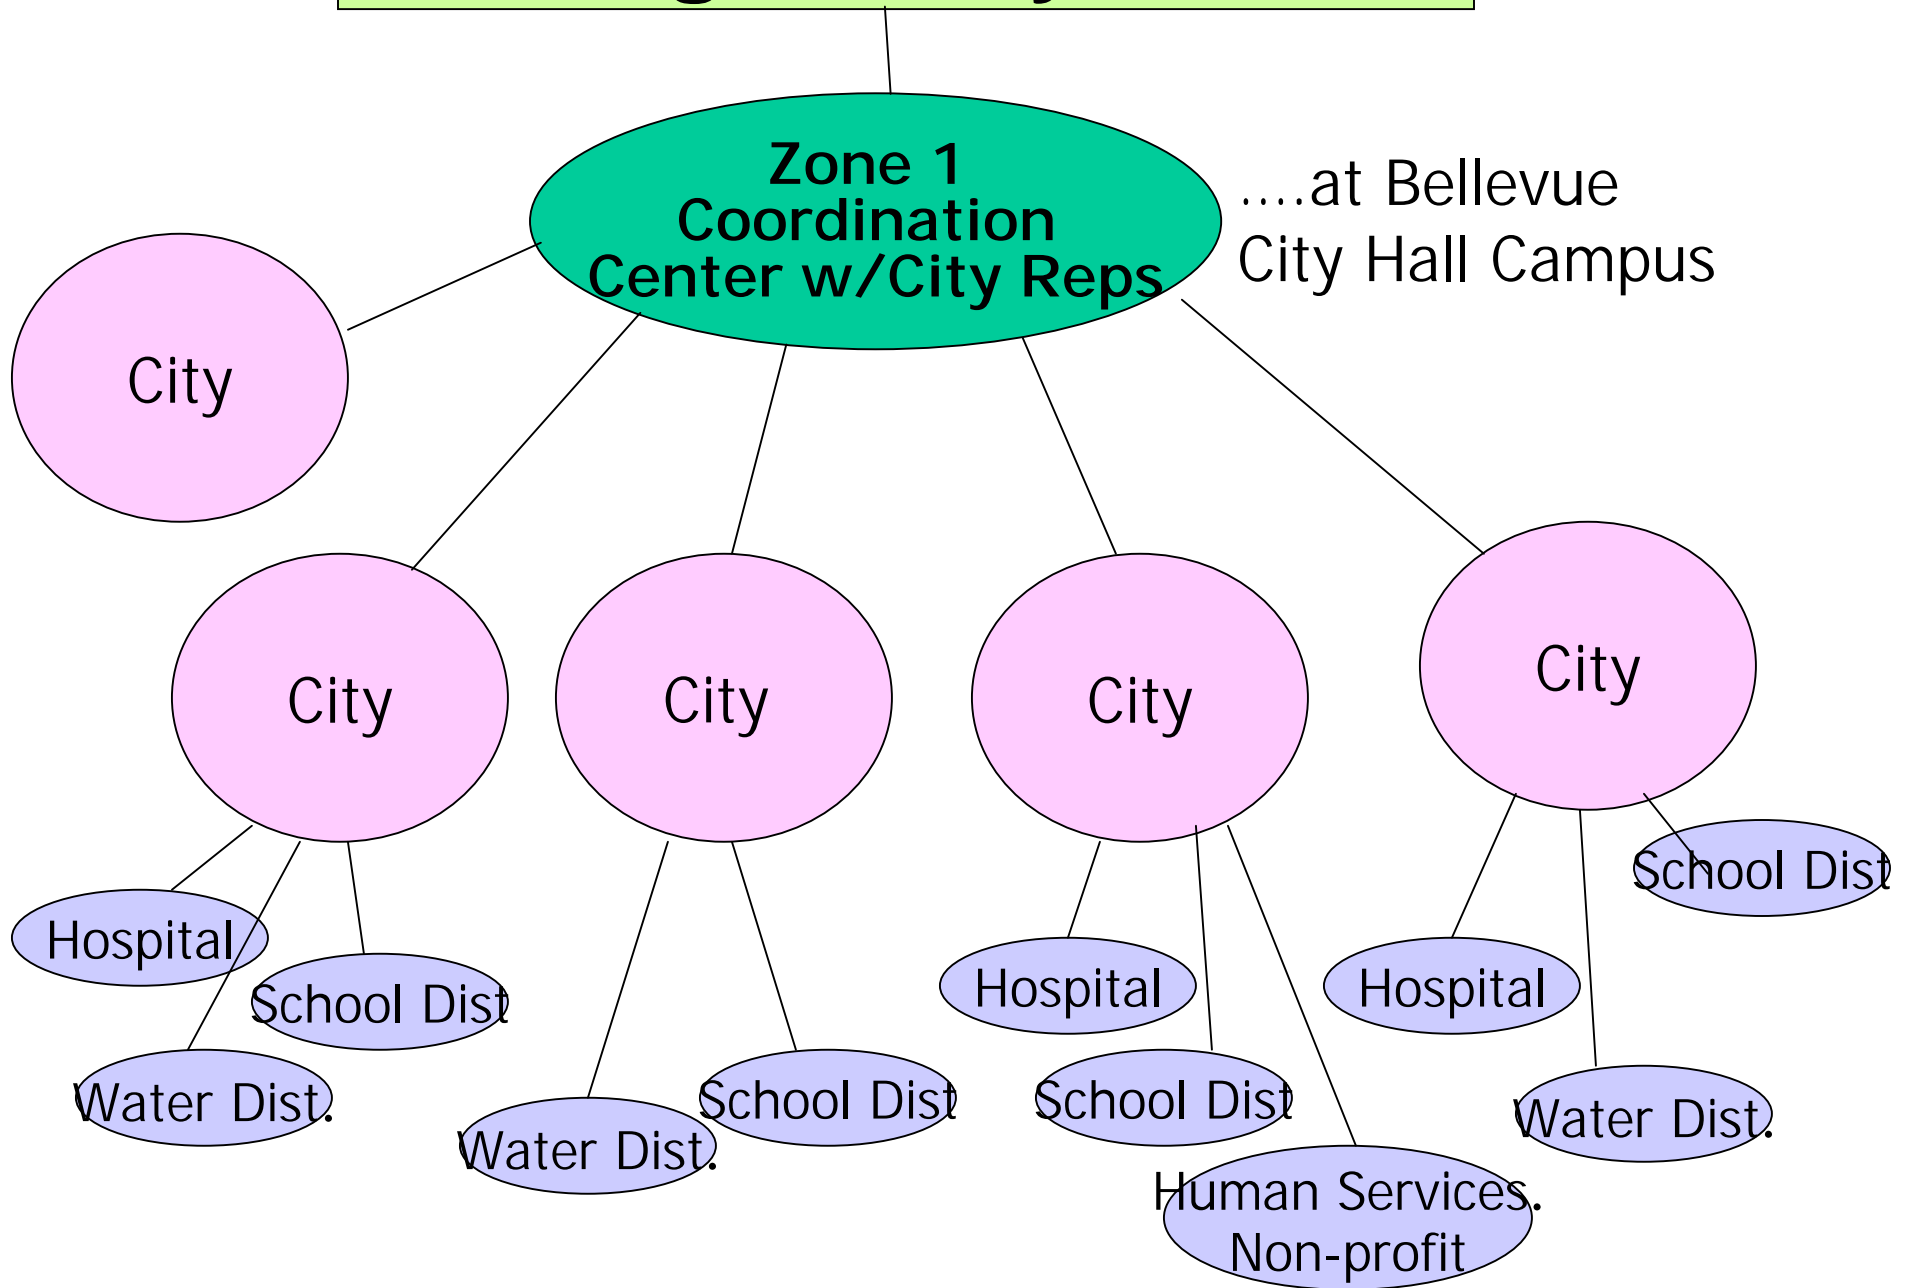 Zone 1
Coordination
Center w/City Reps
....at Bellevue
City Hall Campus
City
City
City
City
City
Hospital
School Dist
Water Dist.
Water Dist.
School Dist
Hospital
School Dist
Human Services.
Non-profit
Hospital
Water Dist.
School Dist